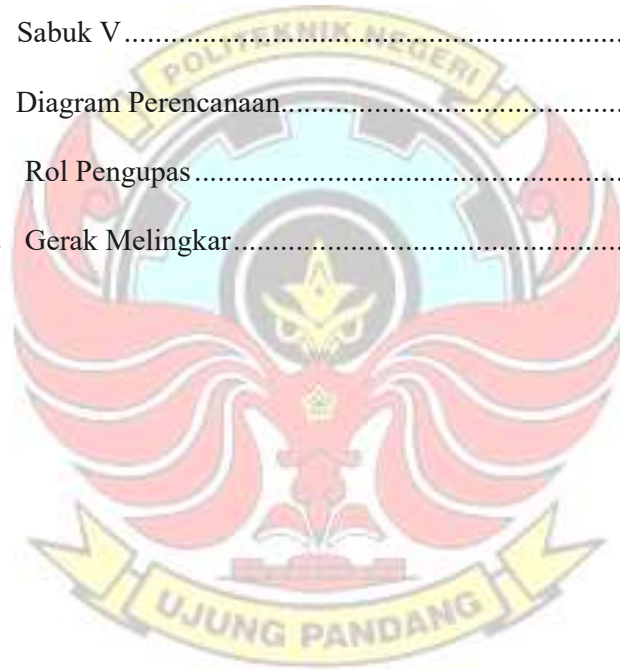 Sabuk V......................................................
POLITEKNIK NEGERI
Diagram Perencanaan...........................................
Rol Pengupas.....................................................
Gerak Melingkar................................................
UJUNG PANDANG